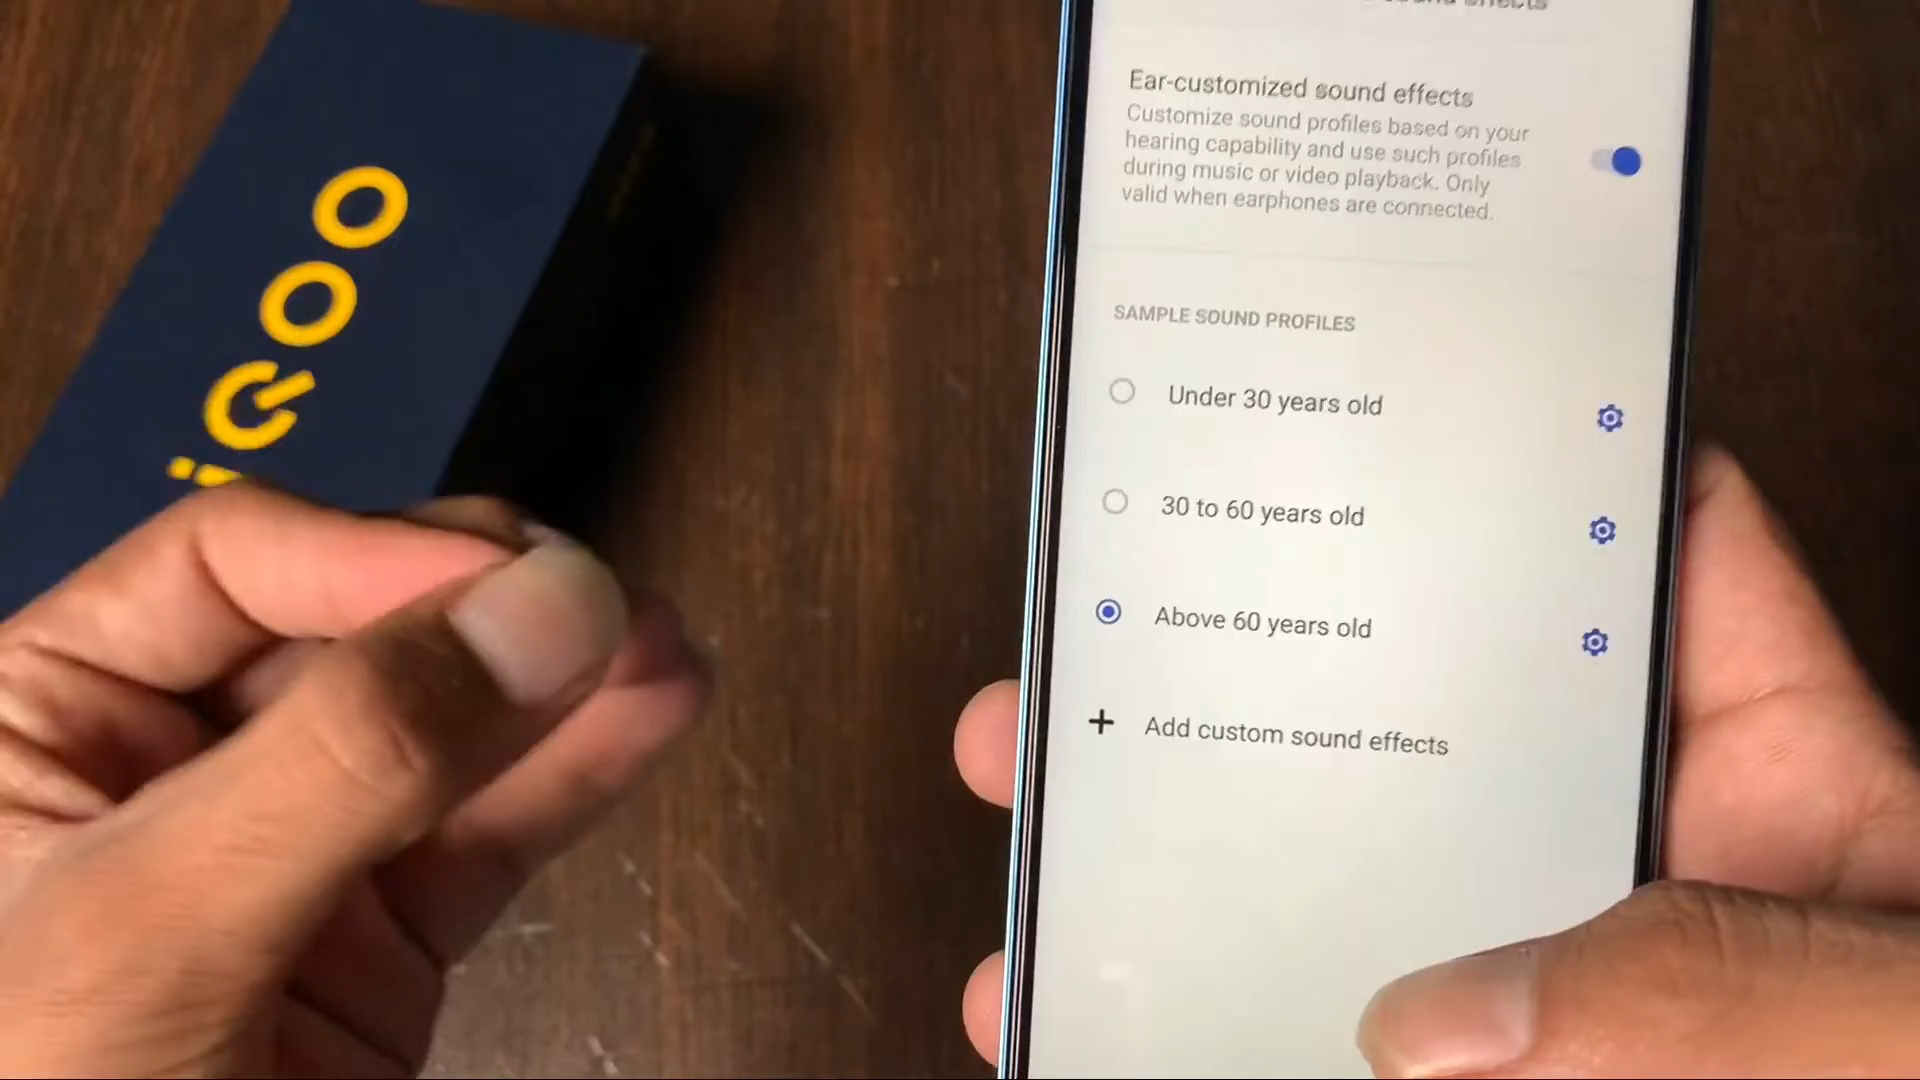 iQOO
sound effects
Ear-customized sound effects
Customize sound profiles based on your
hearing capability and use such profiles
during music or video playback. Only
valid when earphones are connected.
SAMPLE SOUND PROFILES
Under 30 years old
30 to 60 years old
Above 60 years old
Add custom sound effects